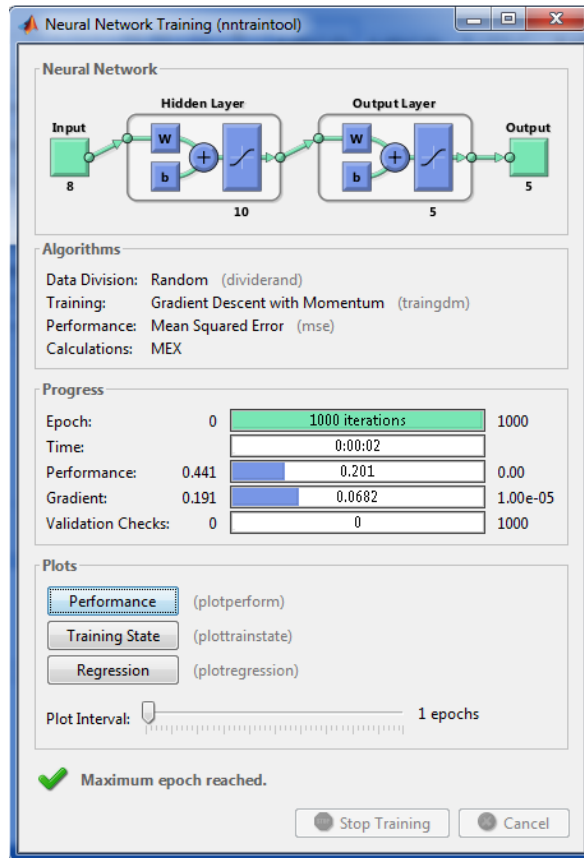 Neural Network Training (nntraintool)
Neural Network
Hidden Layer
Output Layer
Input
Output
W
W
b
b
8
10
5
5
Algorithms
Data Division: Random (dividerand)
Training: Gradient Descent with Momentum (traingdm)
Performance: Mean Squared Error (mse)
Calculations: MEX
Progress
Epoch: 0 1000 iterations 1000
Time: 0:00:02
Performance: 0.441 0.201 0.00
Gradient: 0.191 0.0682 1.00e-05
Validation Checks: 0 0 1000
Plots
Performance (plotperform)
Training State (plottrainstate)
Regression (plotregression)
Plot Interval: 1 epochs
Maximum epoch reached.
Stop Training Cancel